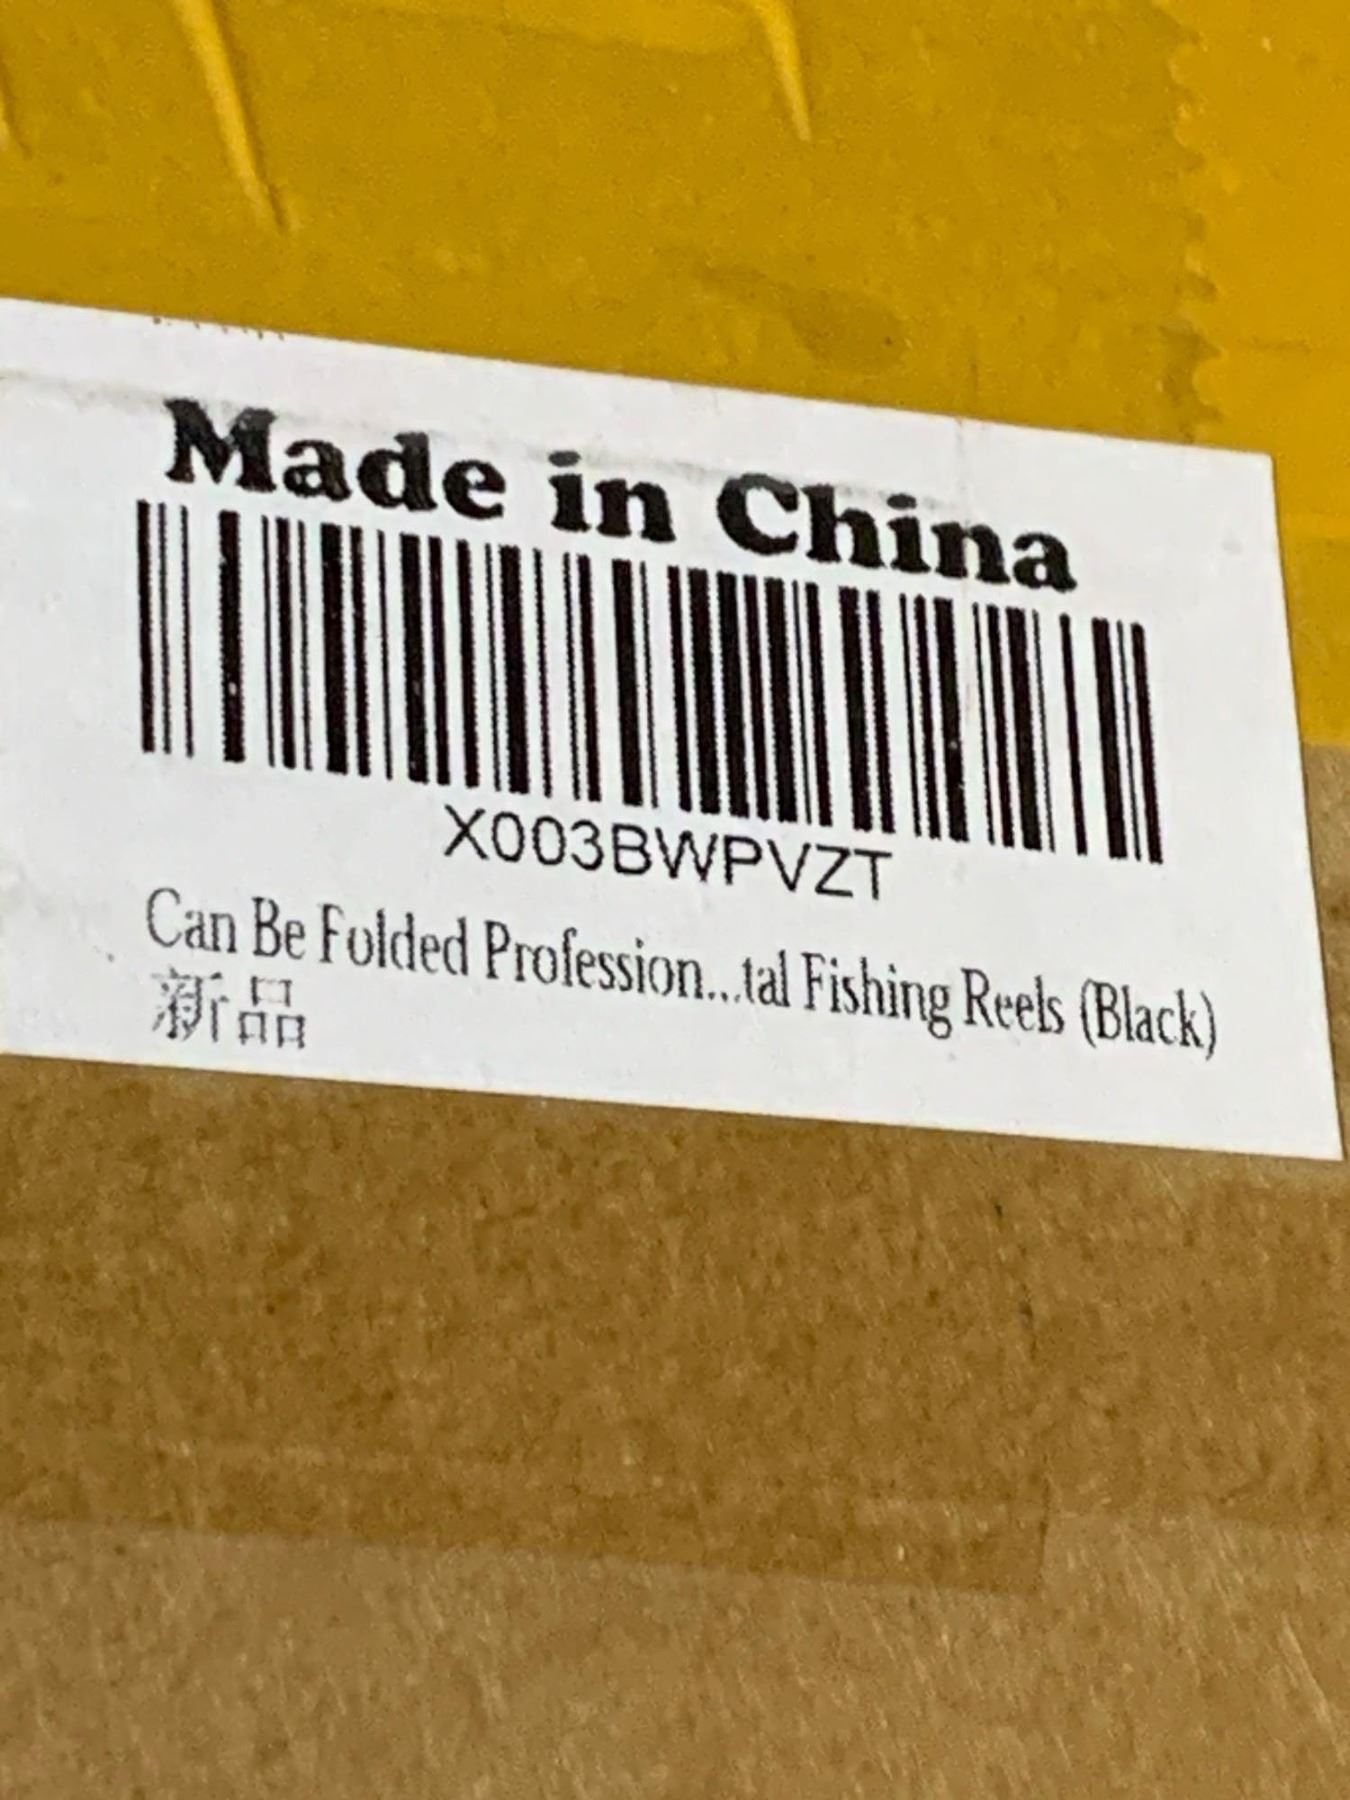 Made in China
X003BWPVZT
Can Be Folded Profession...tal Fishing Reels (Black)
新品